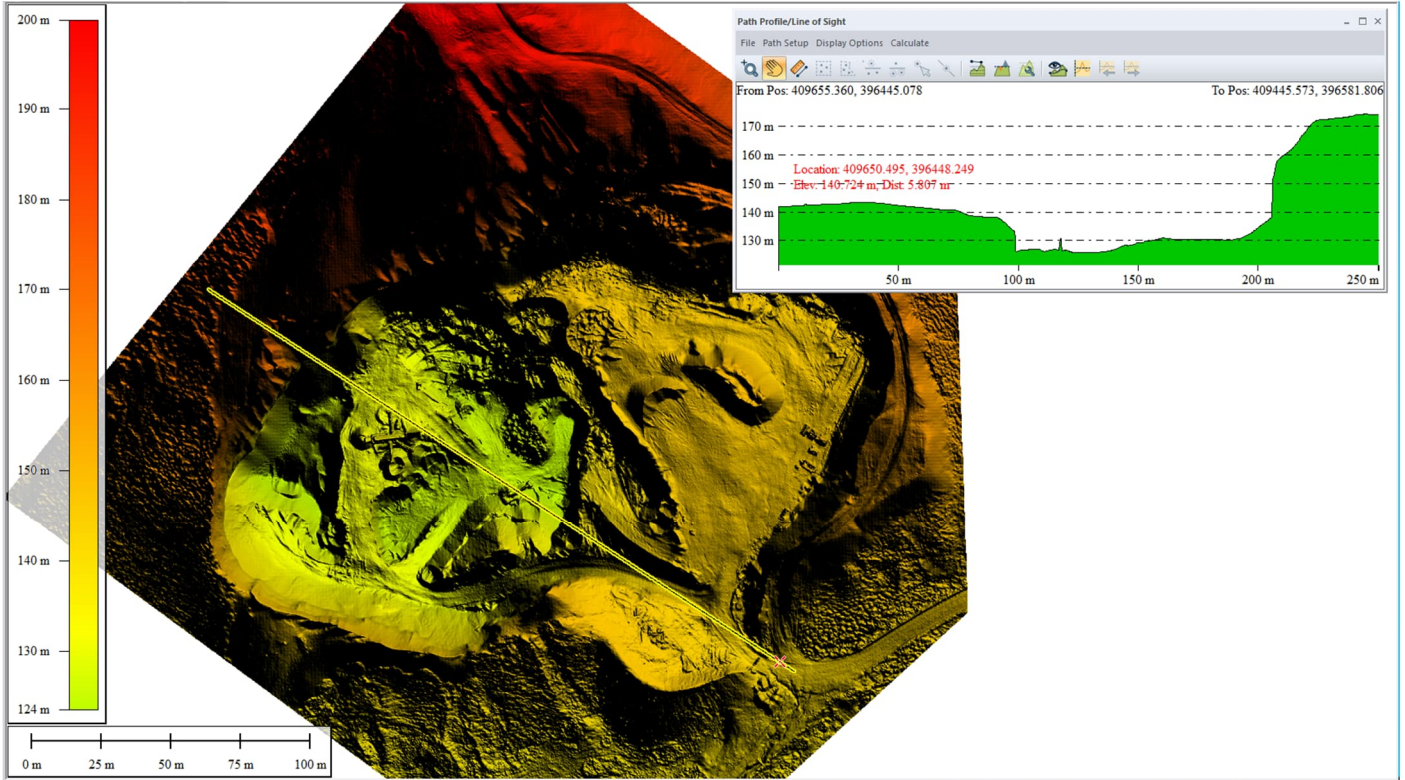 200 m
190 m
180 m
170 m
160 m
150 m
140 m
130 m
124 m
0 m 25 m 50 m 75 m 100 m
Path Profile/Line of Sight
File Path Setup Display Options Calculate
From Pos: 409655.360, 396445.078 To Pos: 409445.573, 396581.806
170 m
160 m
Location: 409650.495, 396448.249
150 m
Elev: 140.724 m, Dist: 5.807 m
140 m
130 m
50 m 100 m 150 m 200 m 250 m